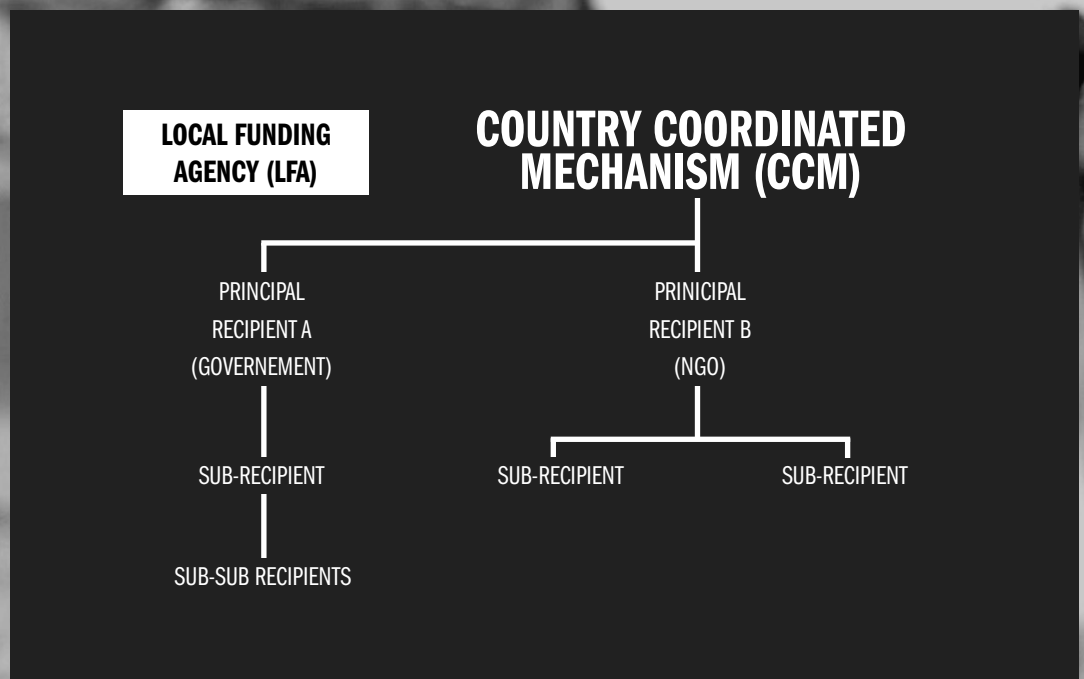 LOCAL FUNDING
AGENCY (LFA)
COUNTRY COORDINATED
MECHANISM (CCM)
PRINCIPAL
RECIPIENT A
(GOVERNEMENT)
PRINICIPAL
RECIPIENT B
(NGO)
SUB-RECIPIENT
SUB-RECIPIENT
SUB-RECIPIENT
SUB-SUB RECIPIENTS